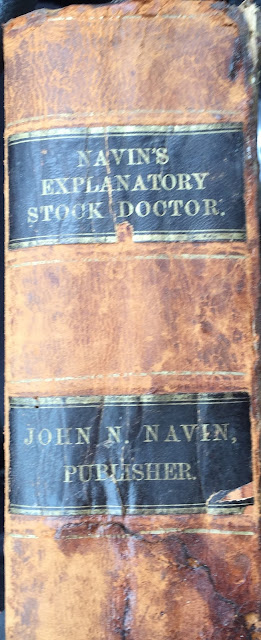 NAVIN'S
EXPLANATORY
STOCK DOCTOR.
JOHN N. NAVIN,
PUBLISHER.